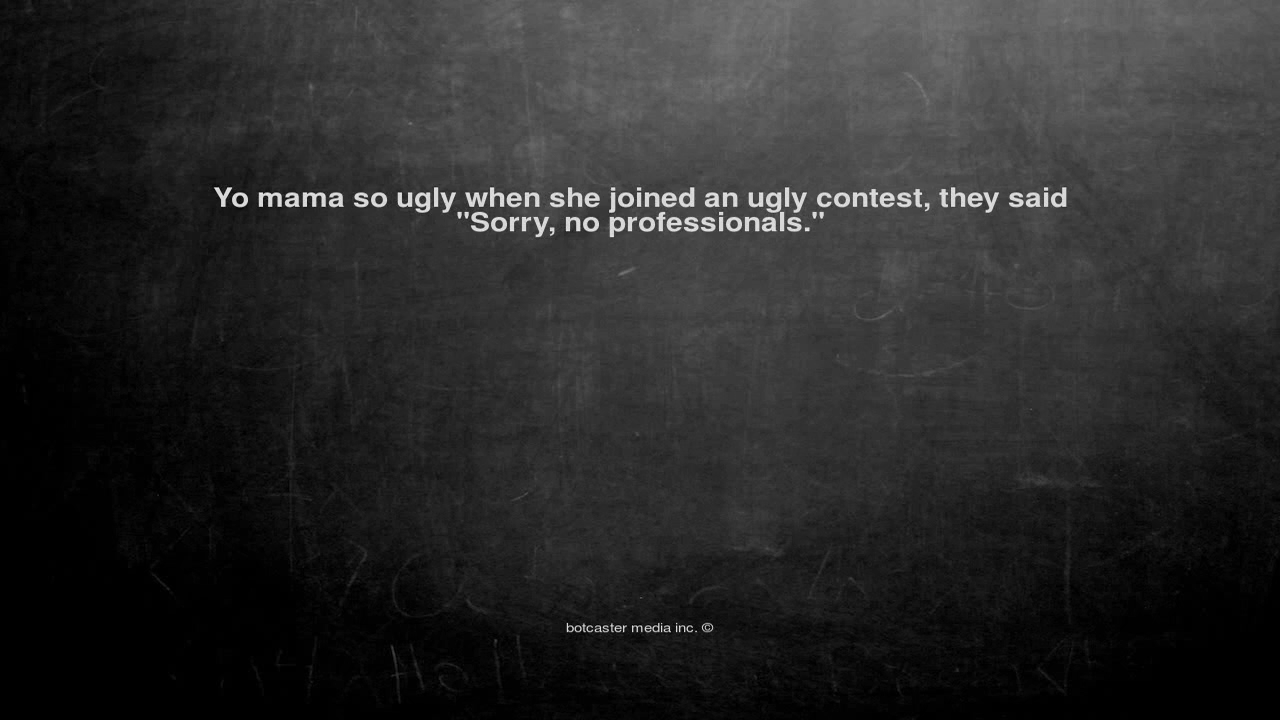 Yo mama so ugly when she joined an ugly contest, they said
"Sorry, no professionals."
botcaster media inc. ©